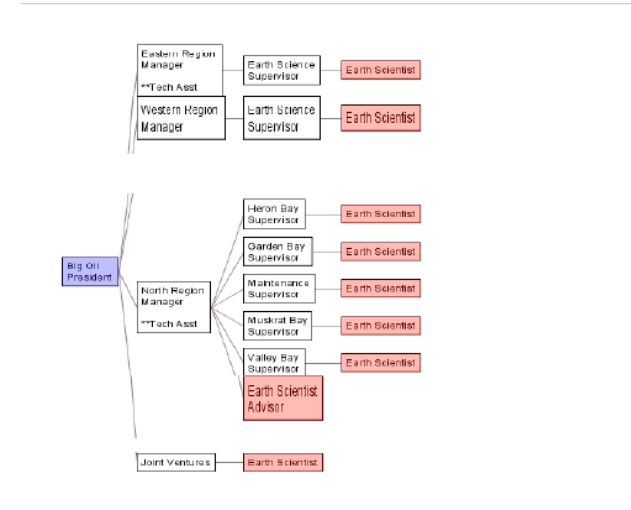 Eastern Region
Manager
**Tech Asst
Earth Science
Supervisor
Earth Scientist
Western Region
Manager
Earth Science
Supervisor
Earth Scientist
Big Oil
President
North Region
Manager
**Tech Asst
Heron Bay
Supervisor
Earth Scientist
Garden Bay
Supervisor
Earth Scientist
Maintenance
Supervisor
Earth Scientist
Muskrat Bay
Supervisor
Earth Scientist
Valley Bay
Supervisor
Earth Scientist
Earth Scientist
Advisor
Joint Ventures
Earth Scientist